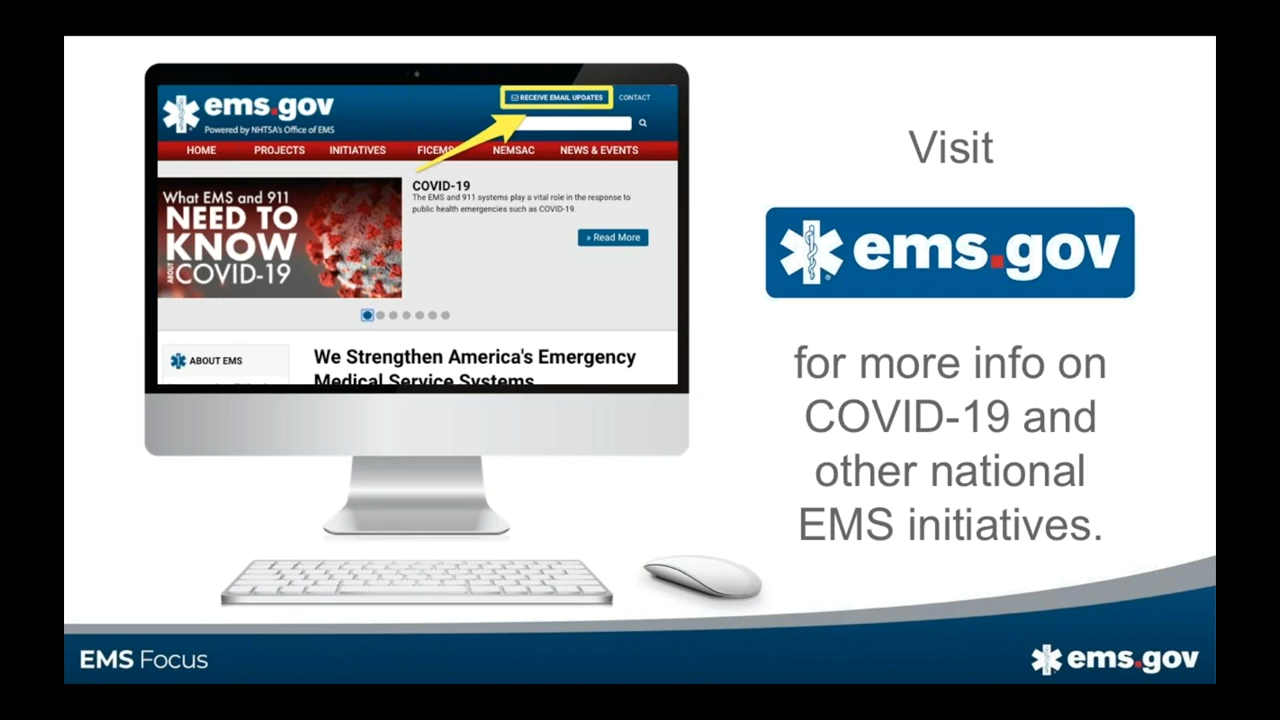 ems.gov
Powered by NHTSA's Office of EMS
RECEIVE EMAIL UPDATES
CONTACT
HOME PROJECTS INITIATIVES FICEMS NEMSAC NEWS & EVENTS
What EMS and 911
NEED TO
KNOW
ABOUT
COVID-19
COVID-19
The EMS and 911 systems play a vital role in the response to
public health emergencies such as COVID-19.
» Read More
ABOUT EMS
We Strengthen America's Emergency
Medical Service Systems
Visit
ems.gov
for more info on
COVID-19 and
other national
EMS initiatives.
EMS Focus
ems.gov